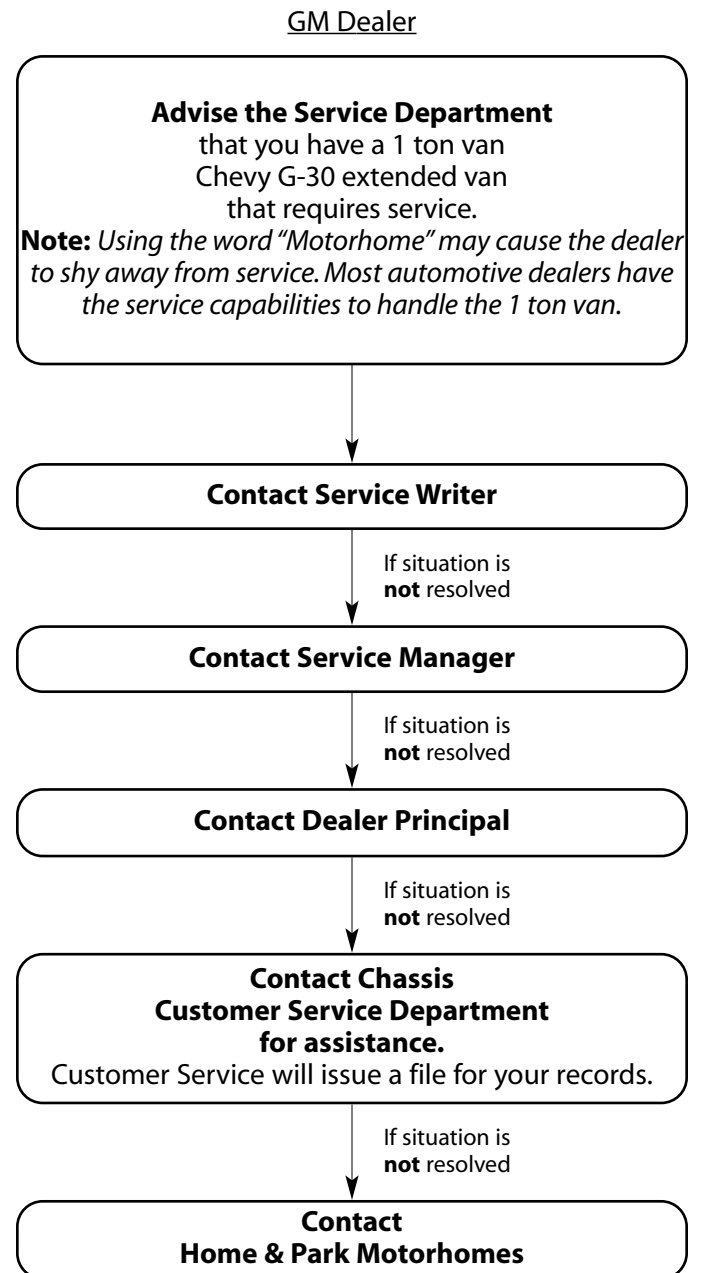 GM Dealer
Advise the Service Department
that you have a 1 ton van
Chevy G-30 extended van
that requires service.
Note: Using the word “Motorhome” may cause the dealer
to shy away from service. Most automotive dealers have
the service capabilities to handle the 1 ton van.
Contact Service Writer
If situation is
not resolved
Contact Service Manager
If situation is
not resolved
Contact Dealer Principal
If situation is
not resolved
Contact Chassis
Customer Service Department
for assistance.
Customer Service will issue a file for your records.
If situation is
not resolved
Contact
Home & Park Motorhomes